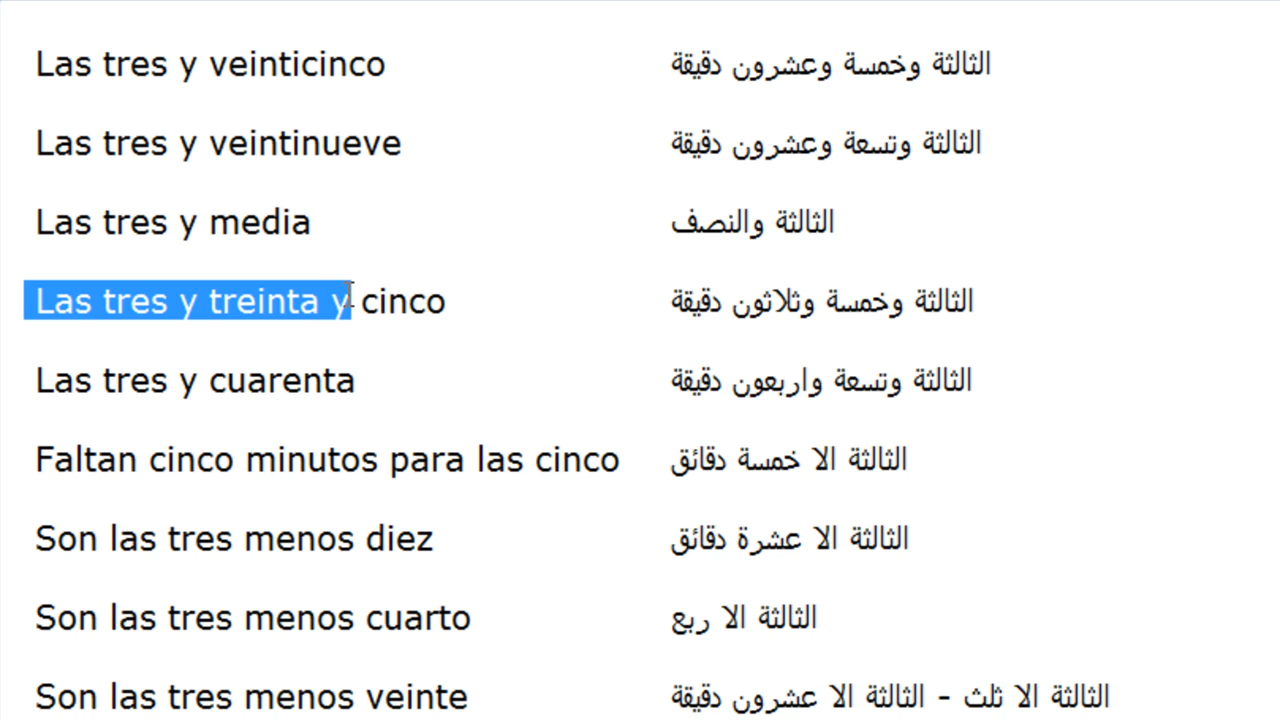 Las tres y veinticinco الثالثة وخمسة وعشرون دقيقة
Las tres y veintinueve الثالثة وتسعة وعشرون دقيقة
Las tres y media الثالثة والنصف
Las tres y treinta y cinco الثالثة وخمسة وثلاثون دقيقة
Las tres y cuarenta الثالثة وتسعة واربعون دقيقة
Faltan cinco minutos para las cinco الثالثة الا خمسة دقائق
Son las tres menos diez الثالثة الا عشرة دقائق
Son las tres menos cuarto الثالثة الا ربع
Son las tres menos veinte الثالثة الا ثلث - الثالثة الا عشرون دقيقة